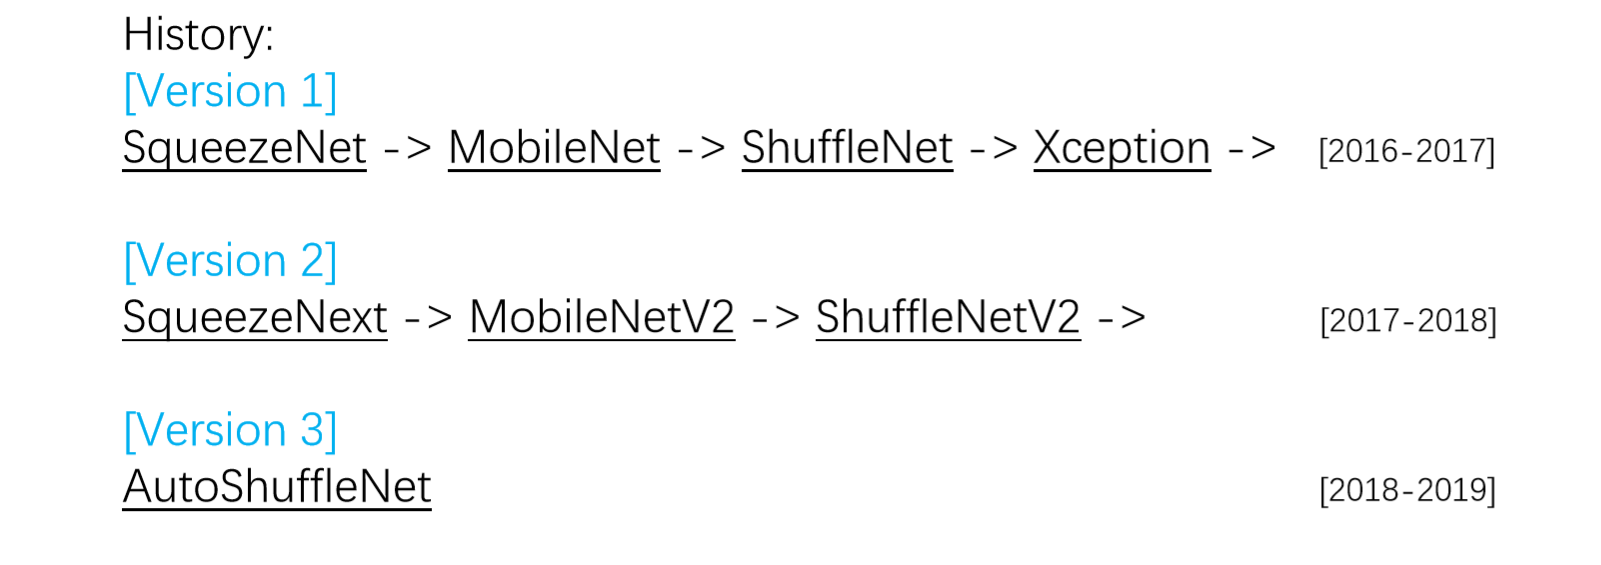 History:
[Version 1]
SqueezeNet -> MobileNet -> ShuffleNet -> Xception -> [2016-2017]
[Version 2]
SqueezeNext -> MobileNetV2 -> ShuffleNetV2 -> [2017-2018]
[Version 3]
AutoShuffleNet [2018-2019]